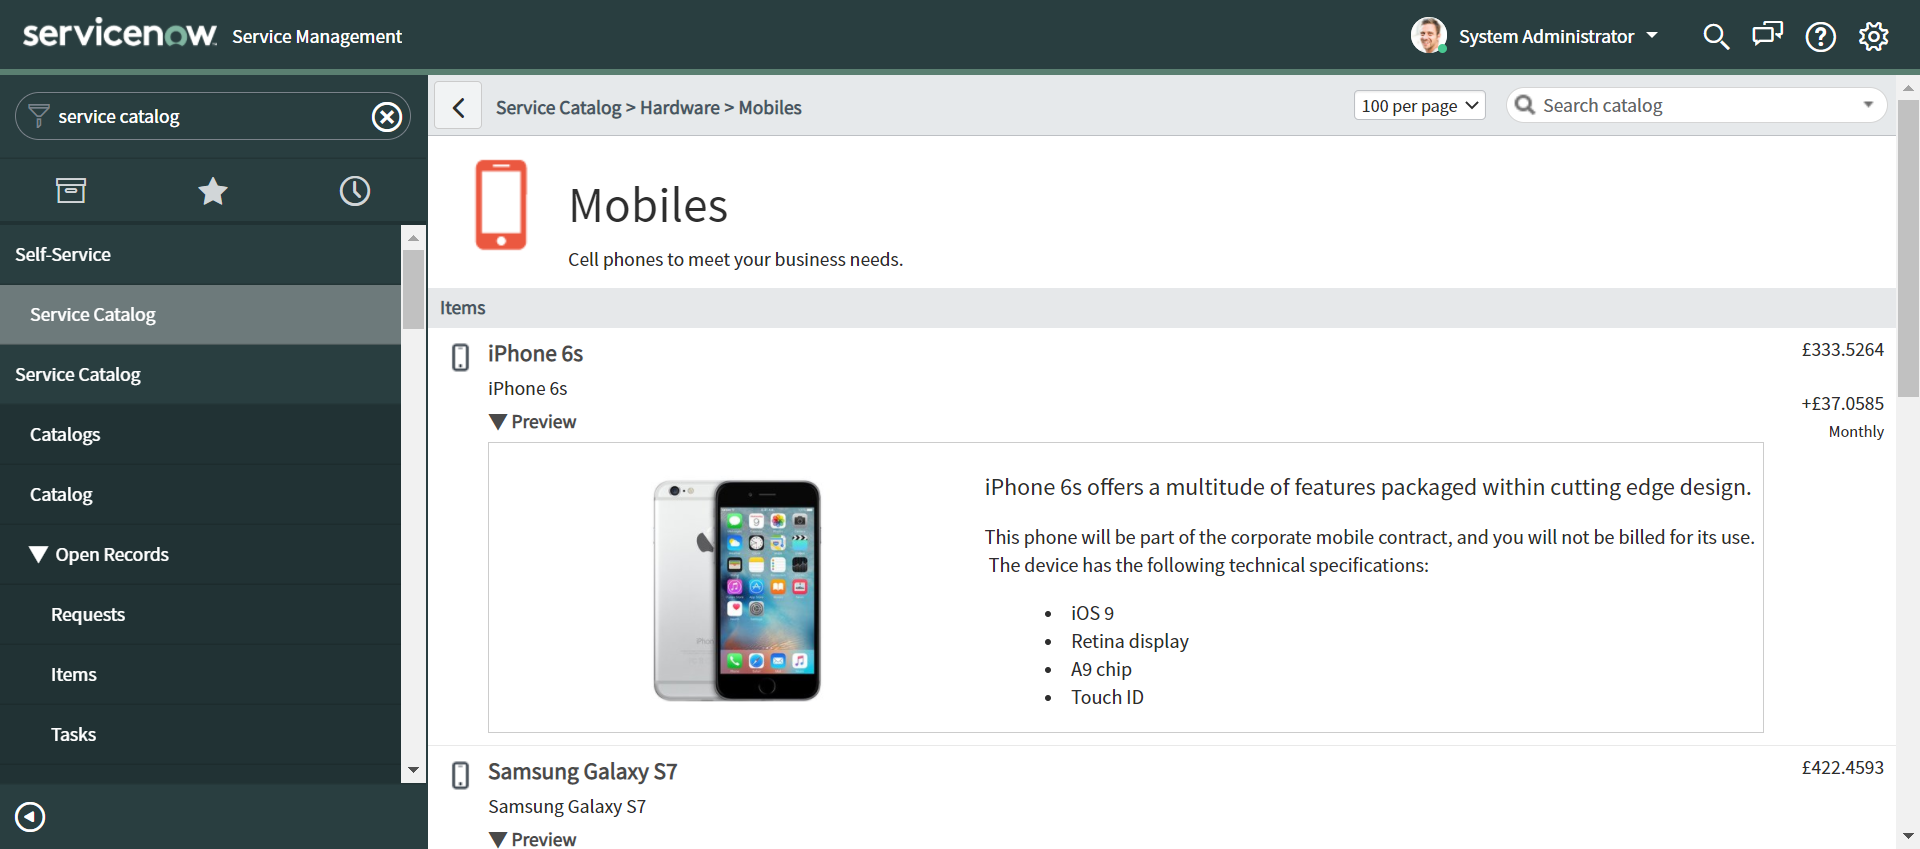 servicenow Service Management
System Administrator
service catalog
Self-Service
Service Catalog
Service Catalog
Catalogs
Catalog
Open Records
Requests
Items
Tasks
Service Catalog > Hardware > Mobiles
100 per page
Search catalog
Mobiles
Cell phones to meet your business needs.
Items
iPhone 6s
£333.5264
iPhone 6s
+£37.0585
Monthly
Preview
iPhone 6s offers a multitude of features packaged within cutting edge design.
This phone will be part of the corporate mobile contract, and you will not be billed for its use.
The device has the following technical specifications:
• iOS 9
• Retina display
• A9 chip
• Touch ID
Samsung Galaxy S7
£422.4593
Samsung Galaxy S7
Preview